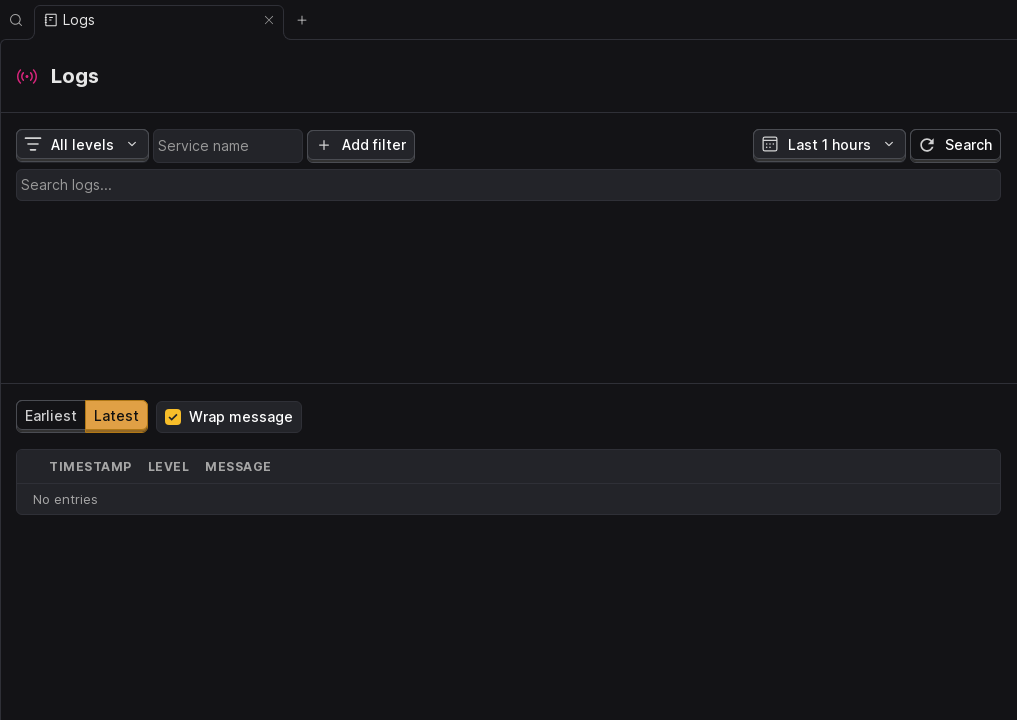 Logs
Logs
All levels
Service name
Add filter
Last 1 hours
Search
Search logs...
Earliest
Latest
Wrap message
TIMESTAMP LEVEL MESSAGE
No entries